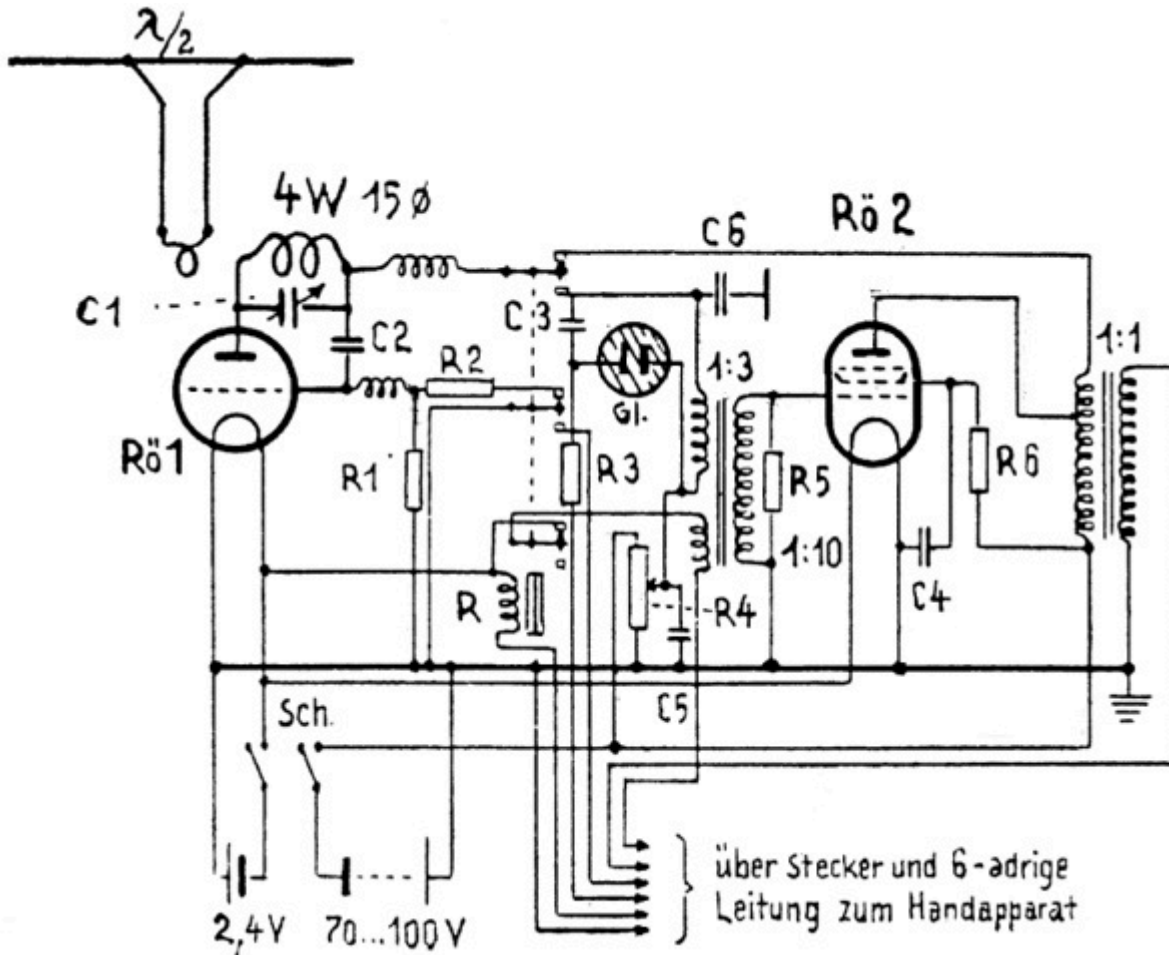 λ/2
4W 15ø
Rö 2
C6
C1
C2
C3
1:3
1:1
R2
Gl.
Rö1
R1
R3
R5
R6
1:10
R
R4
C4
C5
Sch.
2,4V
70...100V
über Stecker und 6-adrige
Leitung zum Handapparat